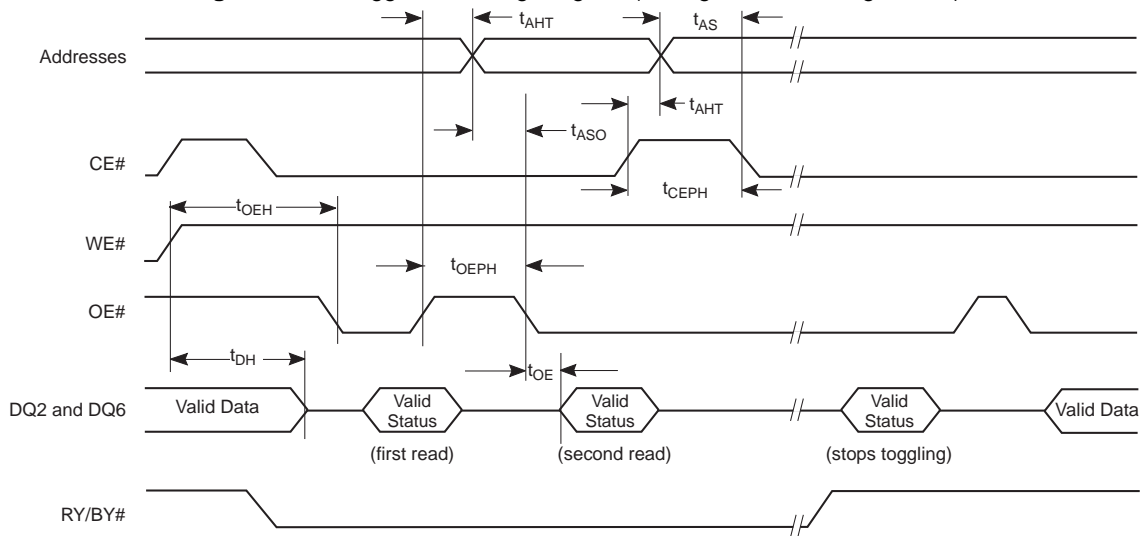 tAHT
tAS
Addresses
tAHT
tASO
CE#
tCEPH
tOEH
WE#
tOEPH
OE#
tDH
tOE
DQ2 and DQ6
Valid Data
Valid
Status
Valid
Status
Valid
Status
Valid Data
(first read)
(second read)
(stops toggling)
RY/BY#